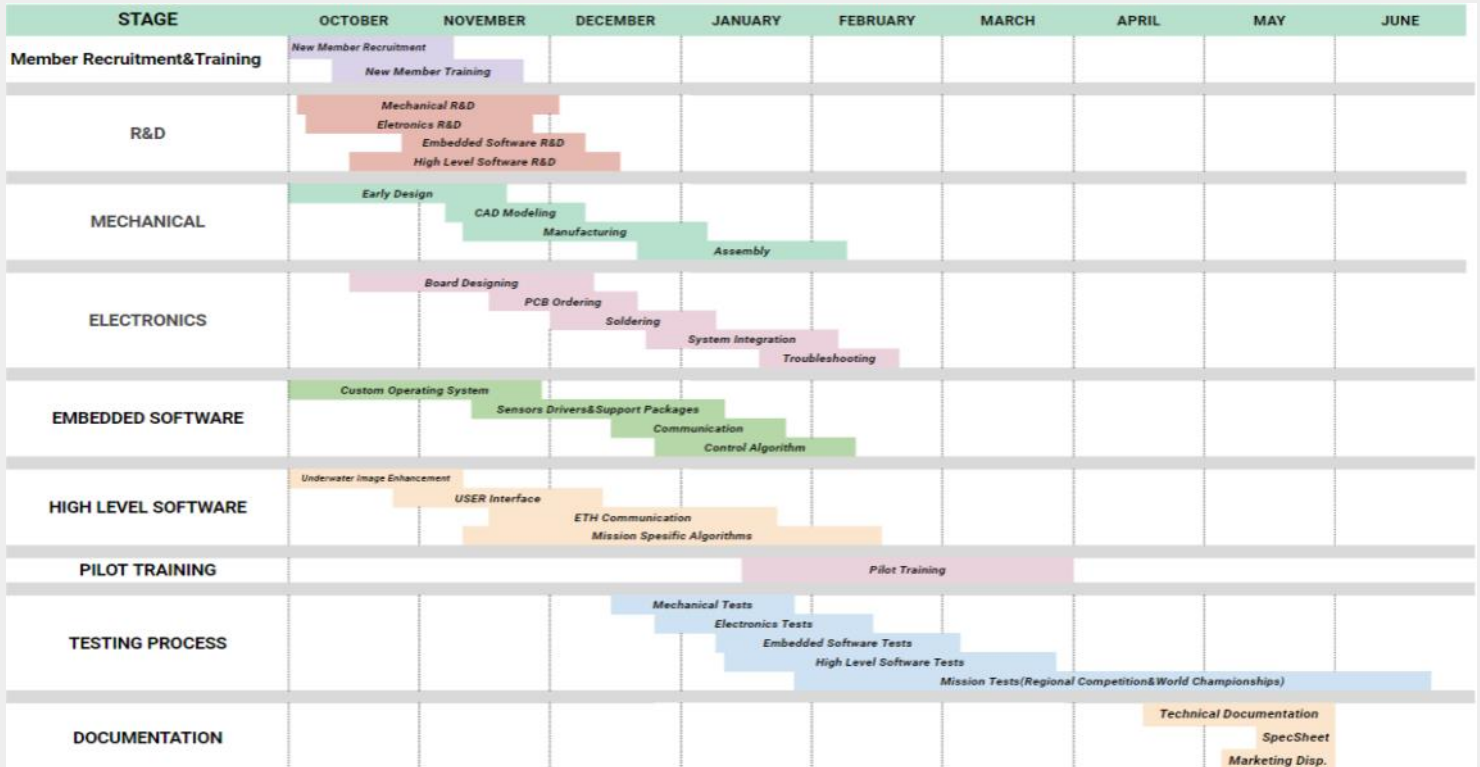 STAGE OCTOBER NOVEMBER DECEMBER JANUARY FEBRUARY MARCH APRIL MAY JUNE
Member Recruitment&Training
New Member Recruitment
New Member Training
R&D
Mechanical R&D
Eletronics R&D
Embedded Software R&D
High Level Software R&D
MECHANICAL
Early Design
CAD Modeling
Manufacturing
Assembly
ELECTRONICS
Board Designing
PCB Ordering
Soldering
System Integration
Troubleshooting
EMBEDDED SOFTWARE
Custom Operating System
Sensors Drivers&Support Packages
Communication
Control Algorithm
HIGH LEVEL SOFTWARE
Underwater Image Enhancement
USER Interface
ETH Communication
Mission Spesific Algorithms
PILOT TRAINING
Pilot Training
TESTING PROCESS
Mechanical Tests
Electronics Tests
Embedded Software Tests
High Level Software Tests
Mission Tests(Regional Competition&World Championships)
DOCUMENTATION
Technical Documentation
SpecSheet
Marketing Disp.